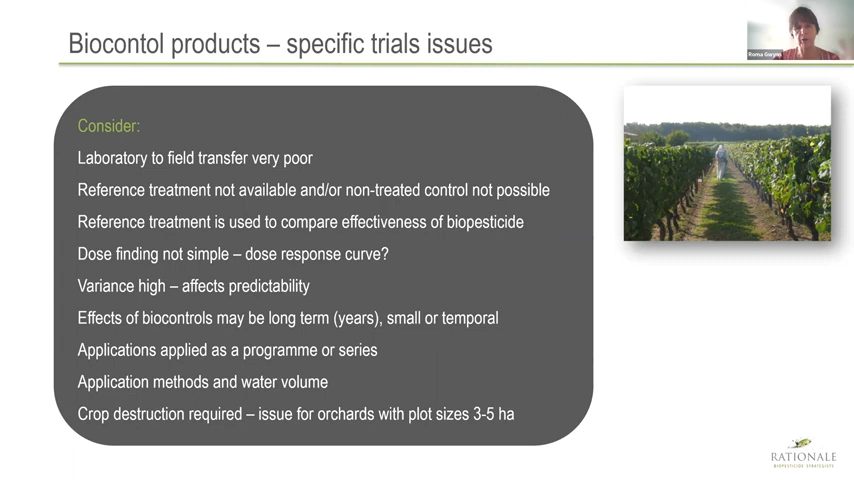 Biocontol products – specific trials issues
Roma Gwynn
Consider:
Laboratory to field transfer very poor
Reference treatment not available and/or non-treated control not possible
Reference treatment is used to compare effectiveness of biopesticide
Dose finding not simple – dose response curve?
Variance high – affects predictability
Effects of biocontrols may be long term (years), small or temporal
Applications applied as a programme or series
Application methods and water volume
Crop destruction required – issue for orchards with plot sizes 3-5 ha
RATIONALE
BIOPESTICIDE STRATEGISTS